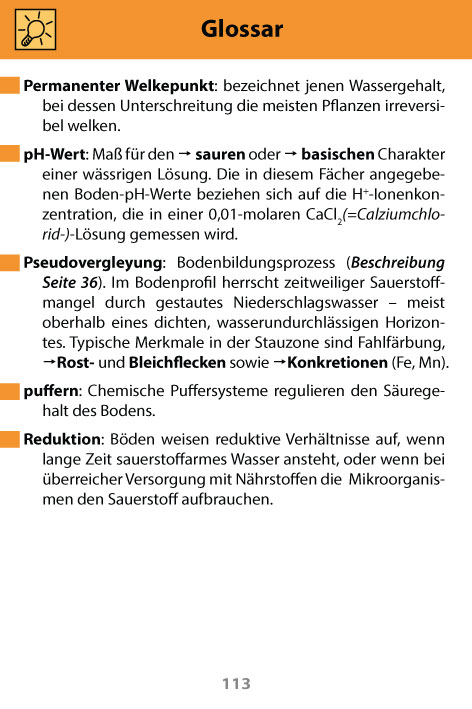 Glossar
Permanenter Welkepunkt: bezeichnet jenen Wassergehalt,
bei dessen Unterschreitung die meisten Pflanzen irreversi-
bel welken.
pH-Wert: Maß für den → sauren oder → basischen Charakter
einer wässrigen Lösung. Die in diesem Fächer angegebe-
nen Boden-pH-Werte beziehen sich auf die H⁺-Ionenkon-
zentration, die in einer 0,01-molaren CaCl₂(=Calziumchlo-
rid-)-Lösung gemessen wird.
Pseudovergleyung: Bodenbildungsprozess (Beschreibung
Seite 36). Im Bodenprofil herrscht zeitweiliger Sauerstoff-
mangel durch gestautes Niederschlagswasser – meist
oberhalb eines dichten, wasserundurchlässigen Horizon-
tes. Typische Merkmale in der Stauzone sind Fahlfärbung,
→Rost- und Bleichflecken sowie →Konkretionen (Fe, Mn).
puffern: Chemische Puffersysteme regulieren den Säurege-
halt des Bodens.
Reduktion: Böden weisen reduktive Verhältnisse auf, wenn
lange Zeit sauerstoffarmes Wasser ansteht, oder wenn bei
überreicher Versorgung mit Nährstoffen die Mikroorganis-
men den Sauerstoff aufbrauchen.
113